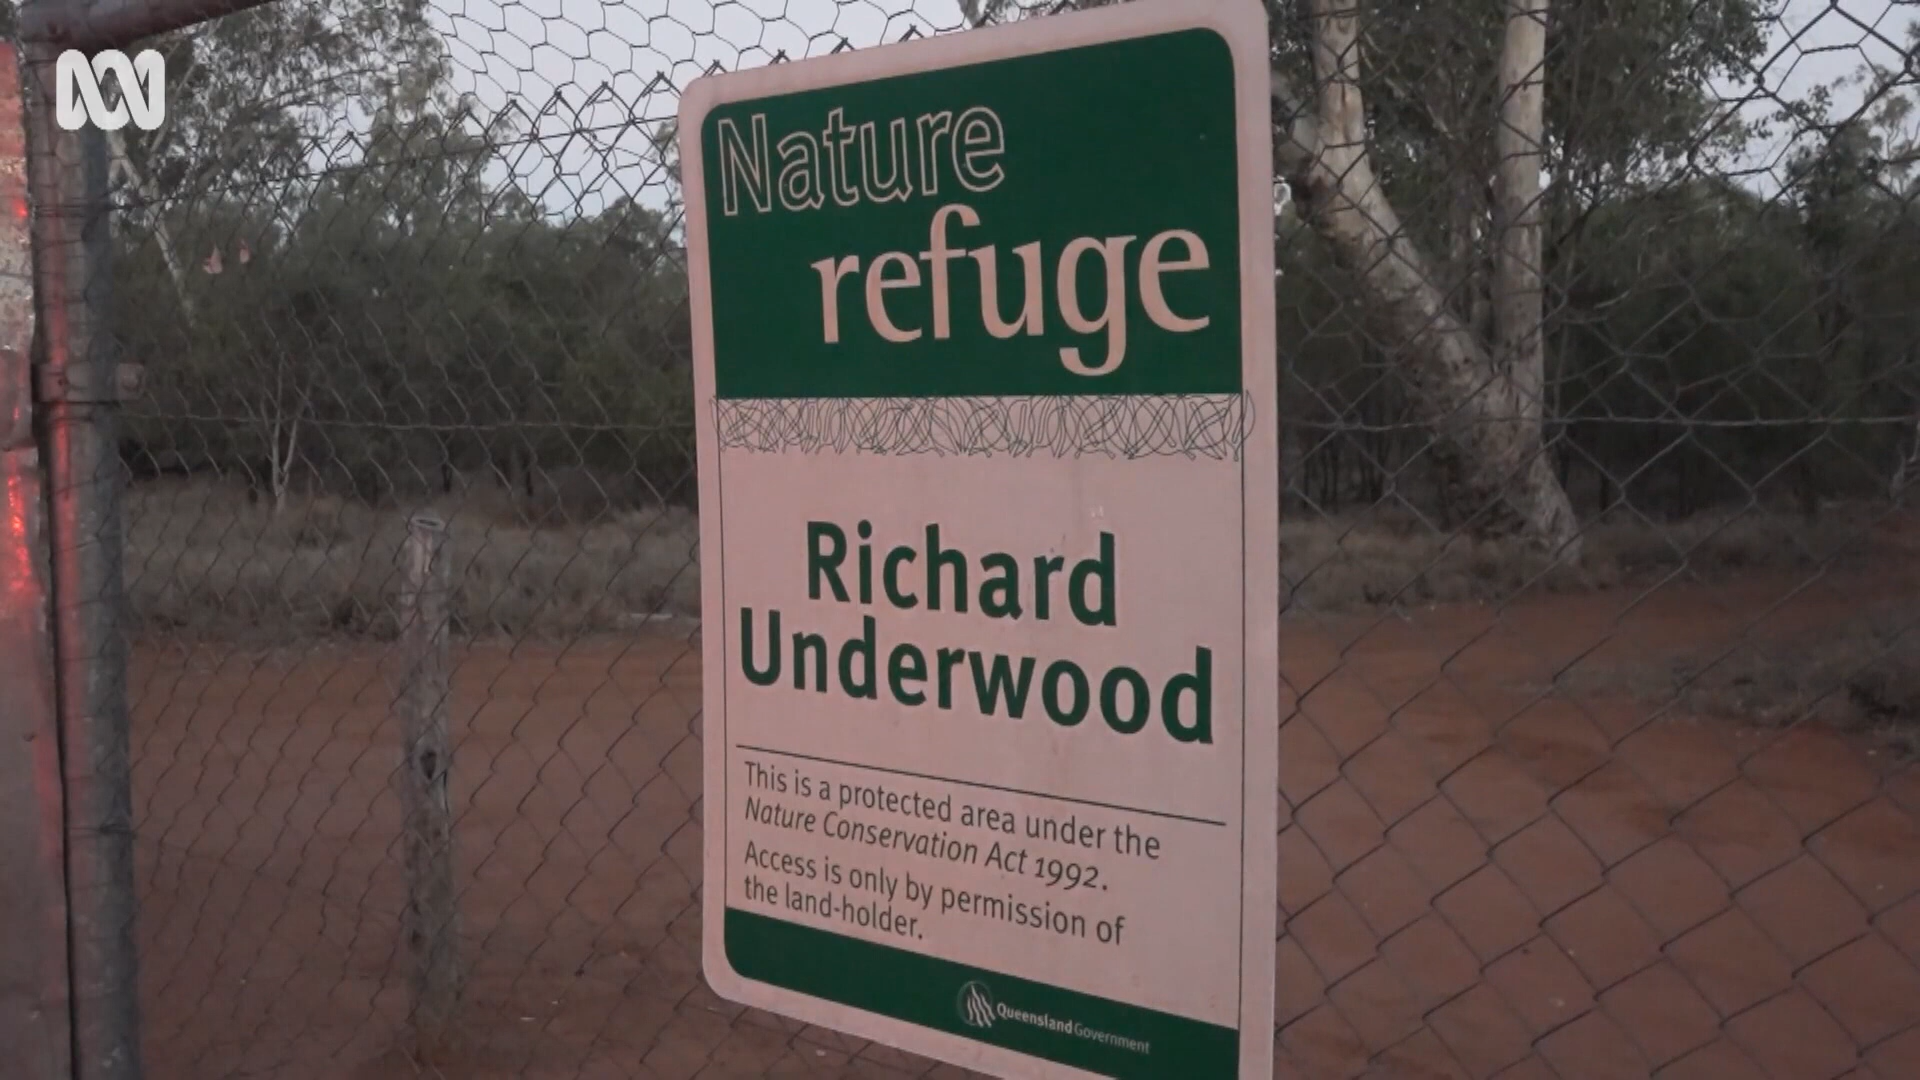 Nature
refuge
Richard
Underwood
This is a protected area under the
Nature Conservation Act 1992.
Access is only by permission of
the land-holder.
Queensland Government